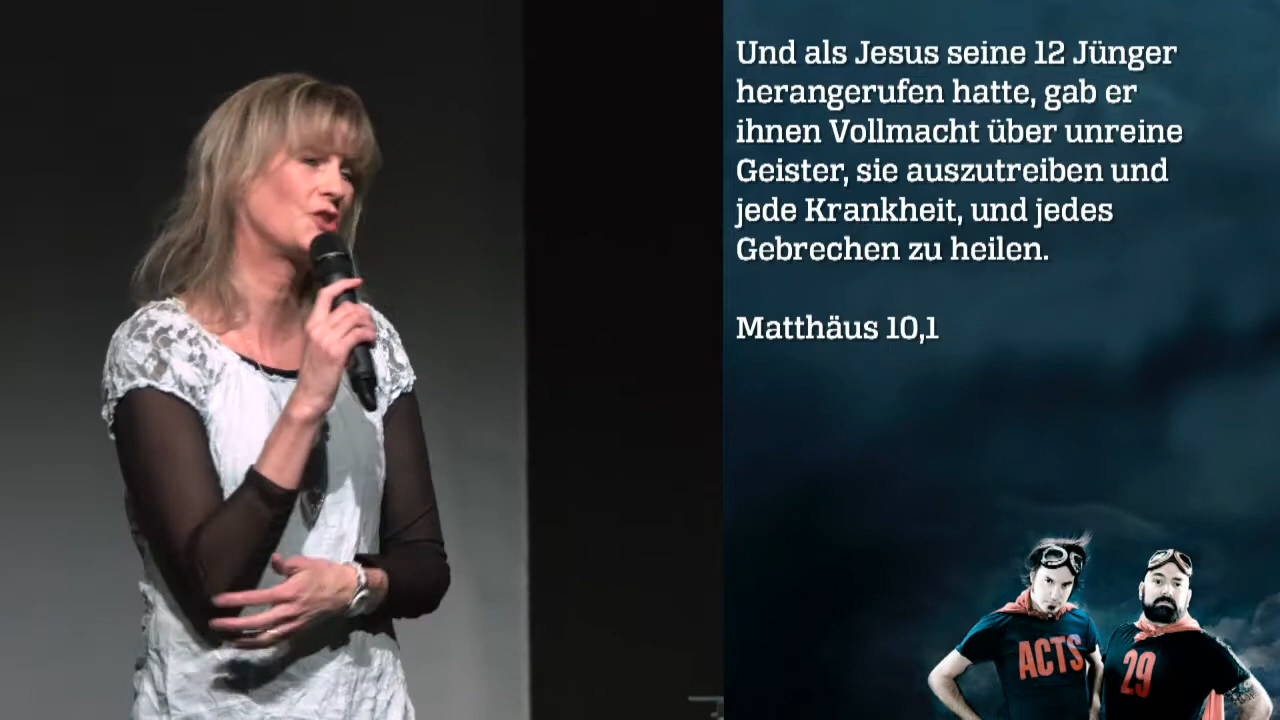 Und als Jesus seine 12 Jünger
herangerufen hatte, gab er
ihnen Vollmacht über unreine
Geister, sie auszutreiben und
jede Krankheit, und jedes
Gebrechen zu heilen.
Matthäus 10,1
ACTS
29